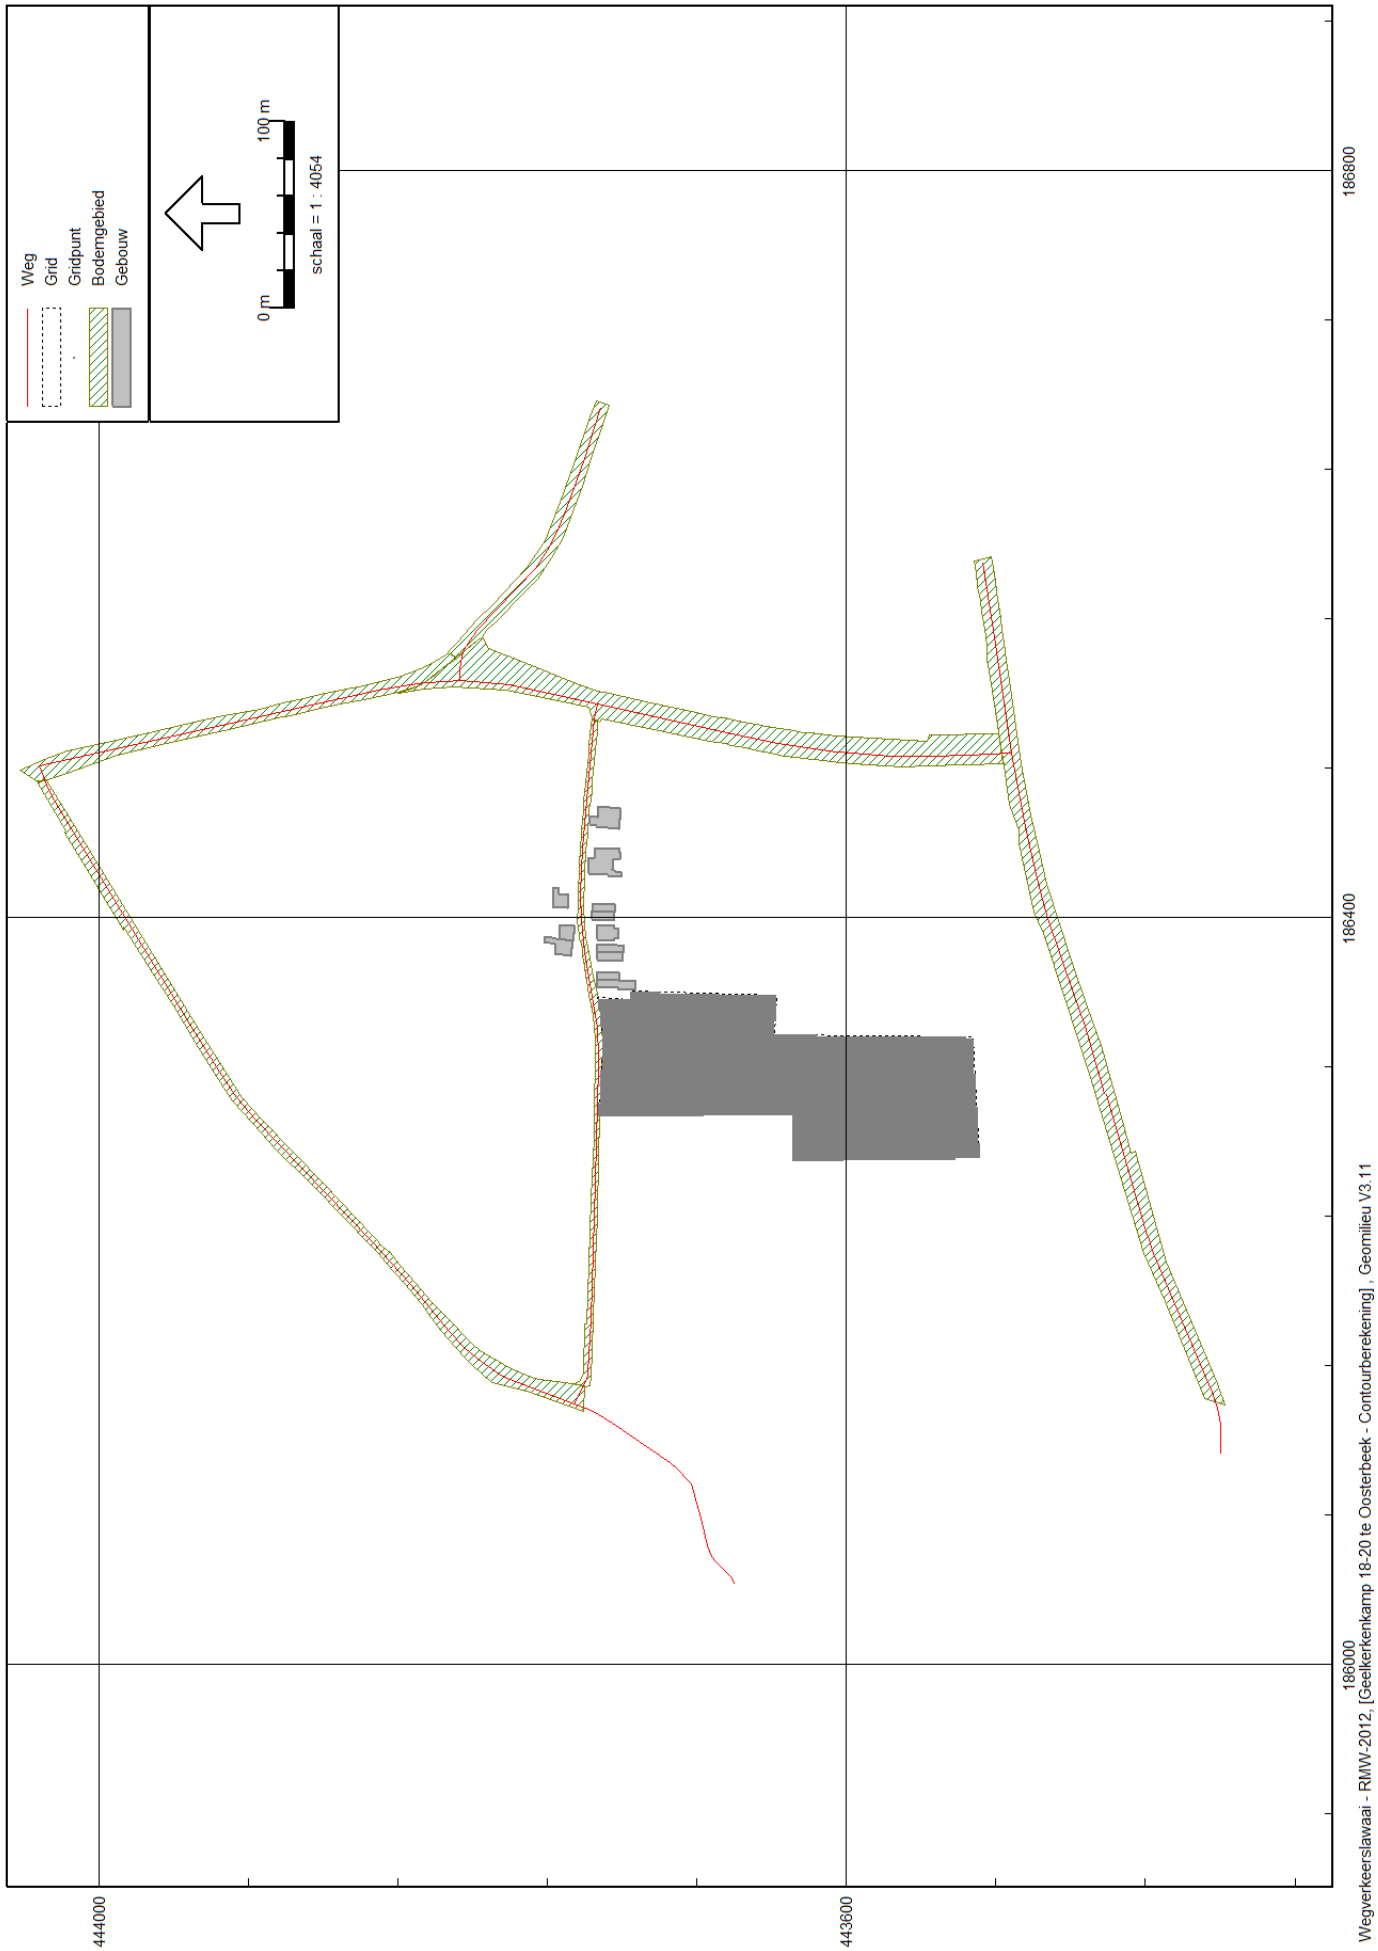 Weg
Grid
Gridpunt
Bodemgebied
Gebouw
0 m
100 m
schaal = 1 : 4054
444000
443600
186000
186400
186800
Wegverkeerslawaai - RMW-2012, [Geelkerkenkamp 18-20 te Oosterbeek - Contourberekening] , Geomilieu V3.11